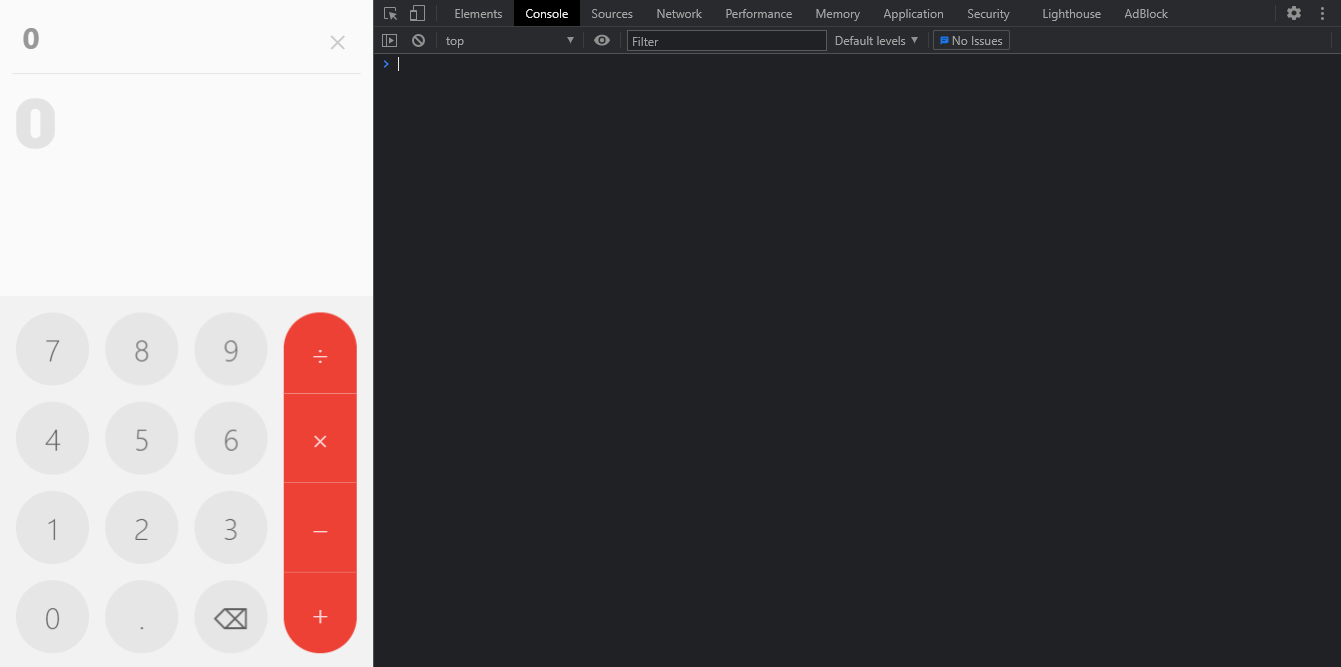 0
×
0
7 8 9 ÷
4 5 6 ×
1 2 3 −
0 . ⌫ +
Elements Console Sources Network Performance Memory Application Security Lighthouse AdBlock
top ▼ Filter Default levels ▼ No Issues
>